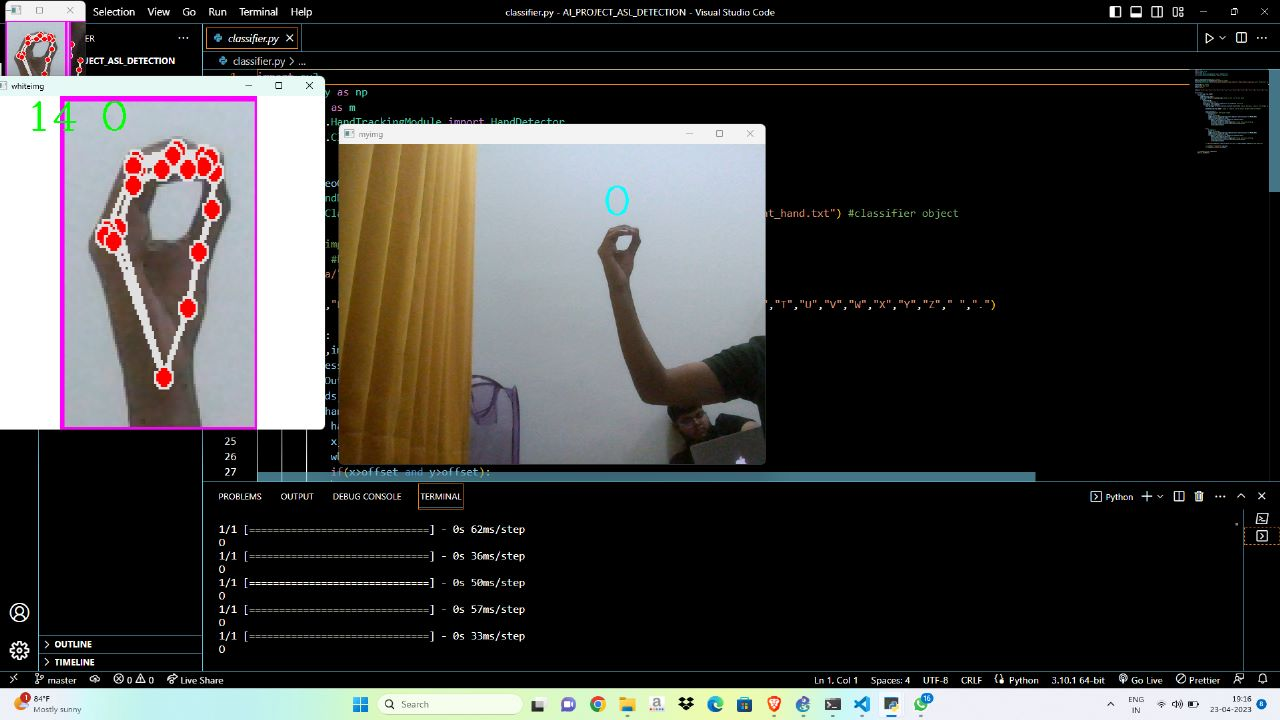 Selection View Go Run Terminal Help
classifier.py - AI_PROJECT_ASL_DETECTION - Visual Studio Code
classifier.py
JECT_ASL_DETECTION
classifier.py > ...
whiteimg
14 O
as np
as m
.HandTrackingModule import HandDetector
myimg
O
nt_hand.txt") #classifier object
,"T","U","V","W","X","Y","Z"," ",".")
25
26
27
if(x>offset and y>offset):
PROBLEMS OUTPUT DEBUG CONSOLE TERMINAL
Python
1/1 [==============================] - 0s 62ms/step
O
1/1 [==============================] - 0s 36ms/step
O
1/1 [==============================] - 0s 50ms/step
O
1/1 [==============================] - 0s 57ms/step
O
1/1 [==============================] - 0s 33ms/step
O
OUTLINE
TIMELINE
master 0 0 Live Share
Ln 1, Col 1 Spaces: 4 UTF-8 CRLF Python 3.10.1 64-bit Go Live Prettier
1
84°F
Mostly sunny
Search
16
ENG
IN
19:16
23-04-2023